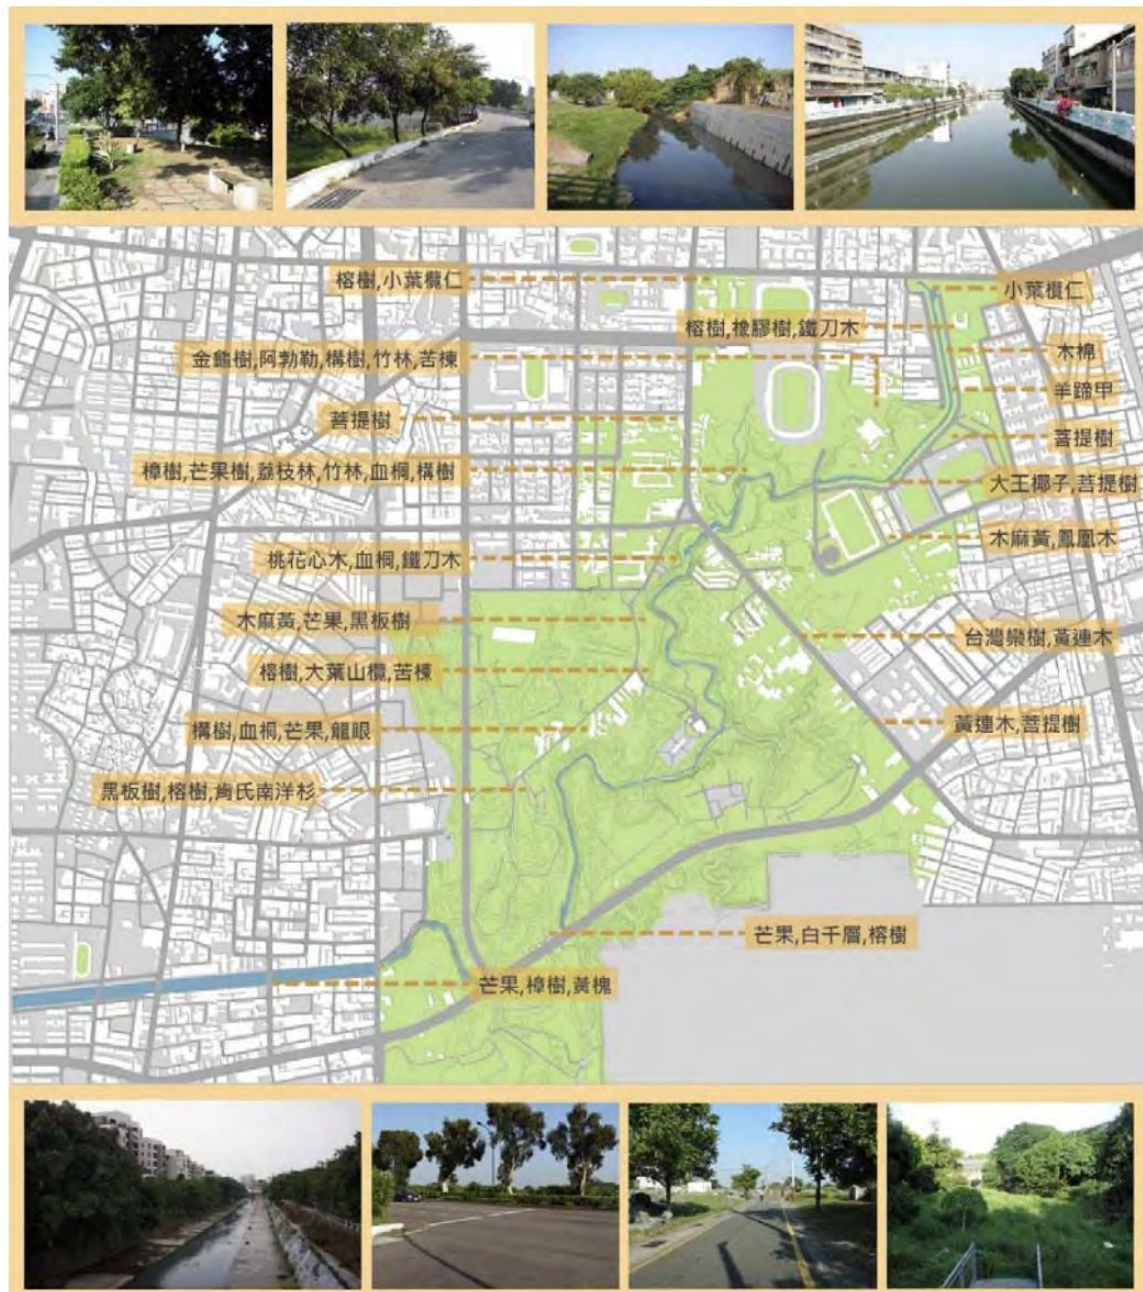 榕樹,小葉欖仁
小葉欖仁
榕樹,橡膠樹,鐵刀木
金龜樹,阿勃勒,構樹,竹林,苦楝
木棉
羊蹄甲
菩提樹
菩提樹
樟樹,芒果樹,荔枝林,竹林,血桐,構樹
大王椰子,菩提樹
木麻黃,鳳凰木
桃花心木,血桐,鐵刀木
木麻黃,芒果,黑板樹
台灣欒樹,黃連木
榕樹,大葉山欖,苦楝
構樹,血桐,芒果,龍眼
黃連木,菩提樹
黑板樹,榕樹,肯氏南洋杉
芒果,白千層,榕樹
芒果,樟樹,黃槐